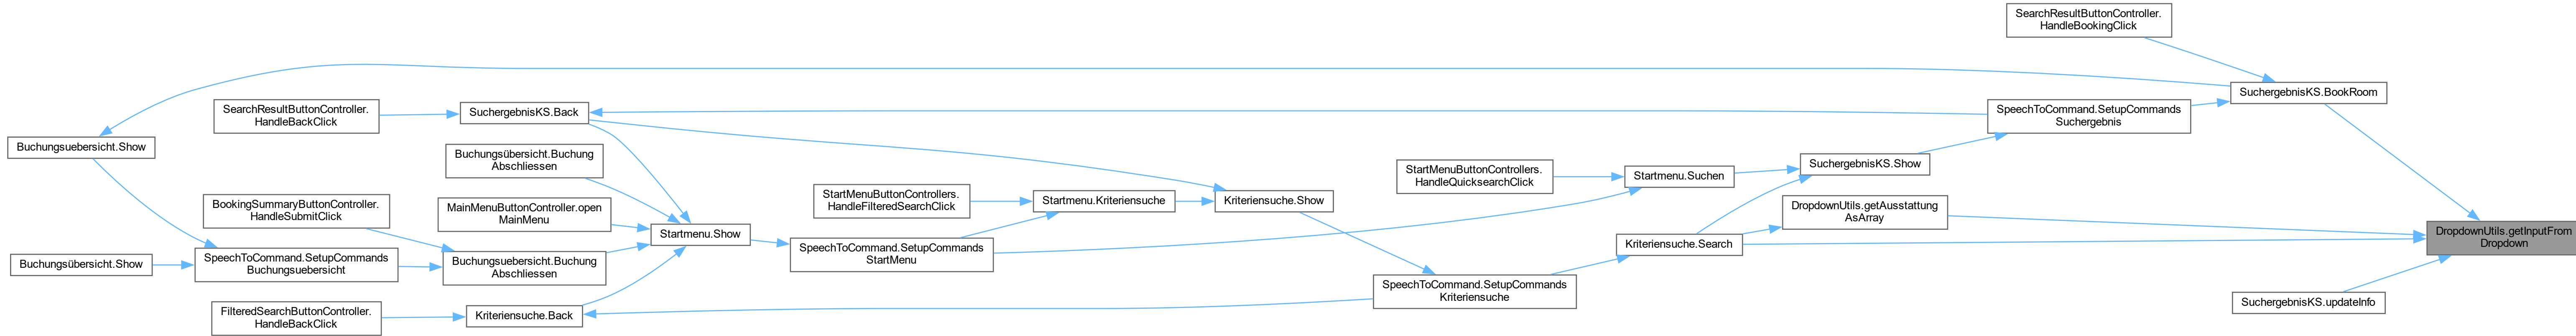 SearchResultButtonController.
HandleBookingClick
SuchergebnisKS.BookRoom
SearchResultButtonController.
HandleBackClick
SuchergebnisKS.Back
SpeechToCommand.SetupCommands
Suchergebnis
Buchungsuebersicht.Show
Buchungsübersicht.Buchung
Abschliessen
StartMenuButtonControllers.
HandleQuicksearchClick
Startmenu.Suchen
SuchergebnisKS.Show
BookingSummaryButtonController.
HandleSubmitClick
MainMenuButtonController.open
MainMenu
StartMenuButtonControllers.
HandleFilteredSearchClick
Startmenu.Kriteriensuche
Kriteriensuche.Show
DropdownUtils.getAusstattung
AsArray
Startmenu.Show
DropdownUtils.getInputFrom
Dropdown
Buchungsübersicht.Show
SpeechToCommand.SetupCommands
Buchungsuebersicht
Buchungsuebersicht.Buchung
Abschliessen
SpeechToCommand.SetupCommands
StartMenu
Kriteriensuche.Search
SpeechToCommand.SetupCommands
Kriteriensuche
SuchergebnisKS.updateInfo
FilteredSearchButtonController.
HandleBackClick
Kriteriensuche.Back